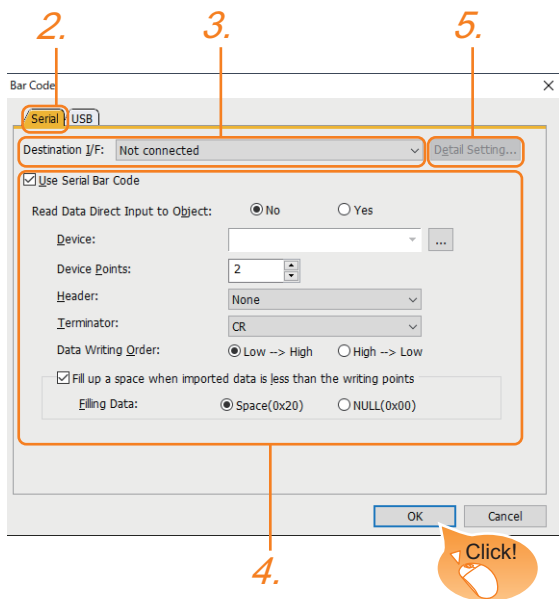 2. 3. 5.
Bar Code
Serial USB
Destination I/F: Not connected Detail Setting...
Use Serial Bar Code
Read Data Direct Input to Object: No Yes
Device: ...
Device Points: 2
Header: None
Terminator: CR
Data Writing Order: Low --> High High --> Low
Fill up a space when imported data is less than the writing points
Filling Data: Space(0x20) NULL(0x00)
OK Cancel
Click!
4.